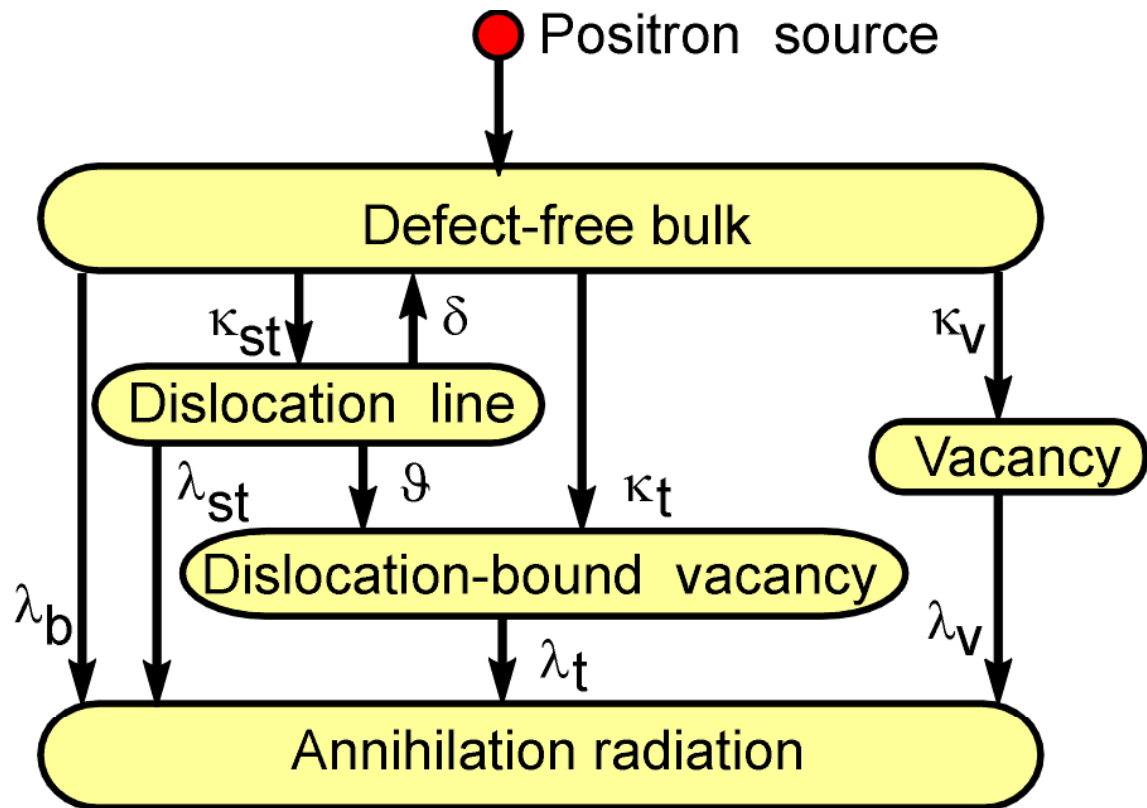 Positron source
Defect-free bulk
κst
δ
κv
Dislocation line
Vacancy
λst
ϑ
κt
Dislocation-bound vacancy
λb
λt
λv
Annihilation radiation